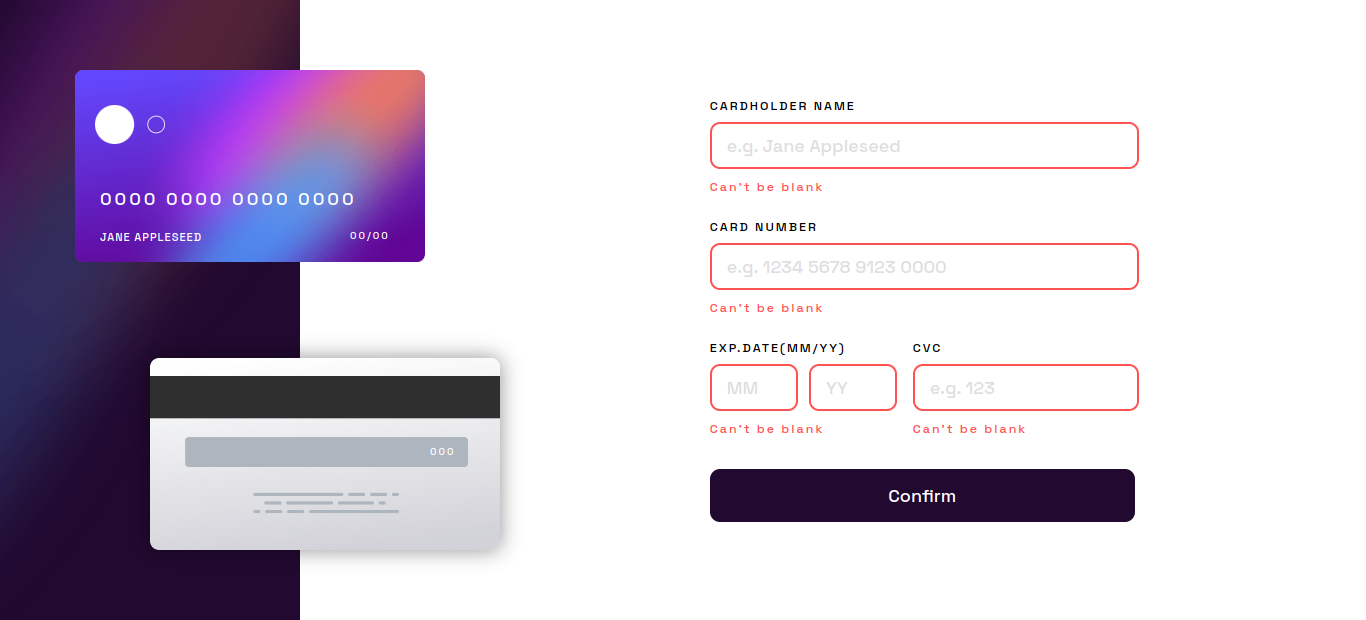 0000 0000 0000 0000
JANE APPLESEED 00/00
000
CARDHOLDER NAME
e.g. Jane Appleseed
Can't be blank
CARD NUMBER
e.g. 1234 5678 9123 0000
Can't be blank
EXP.DATE(MM/YY) CVC
MM YY e.g. 123
Can't be blank Can't be blank
Confirm